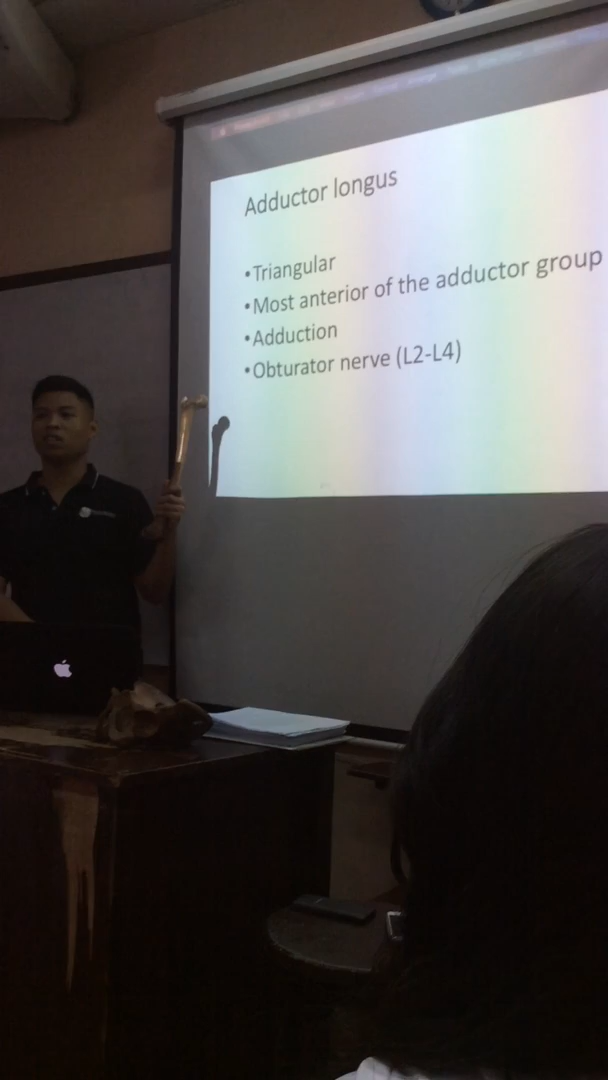 Adductor longus
•Triangular
•Most anterior of the adductor group
•Adduction
•Obturator nerve (L2-L4)